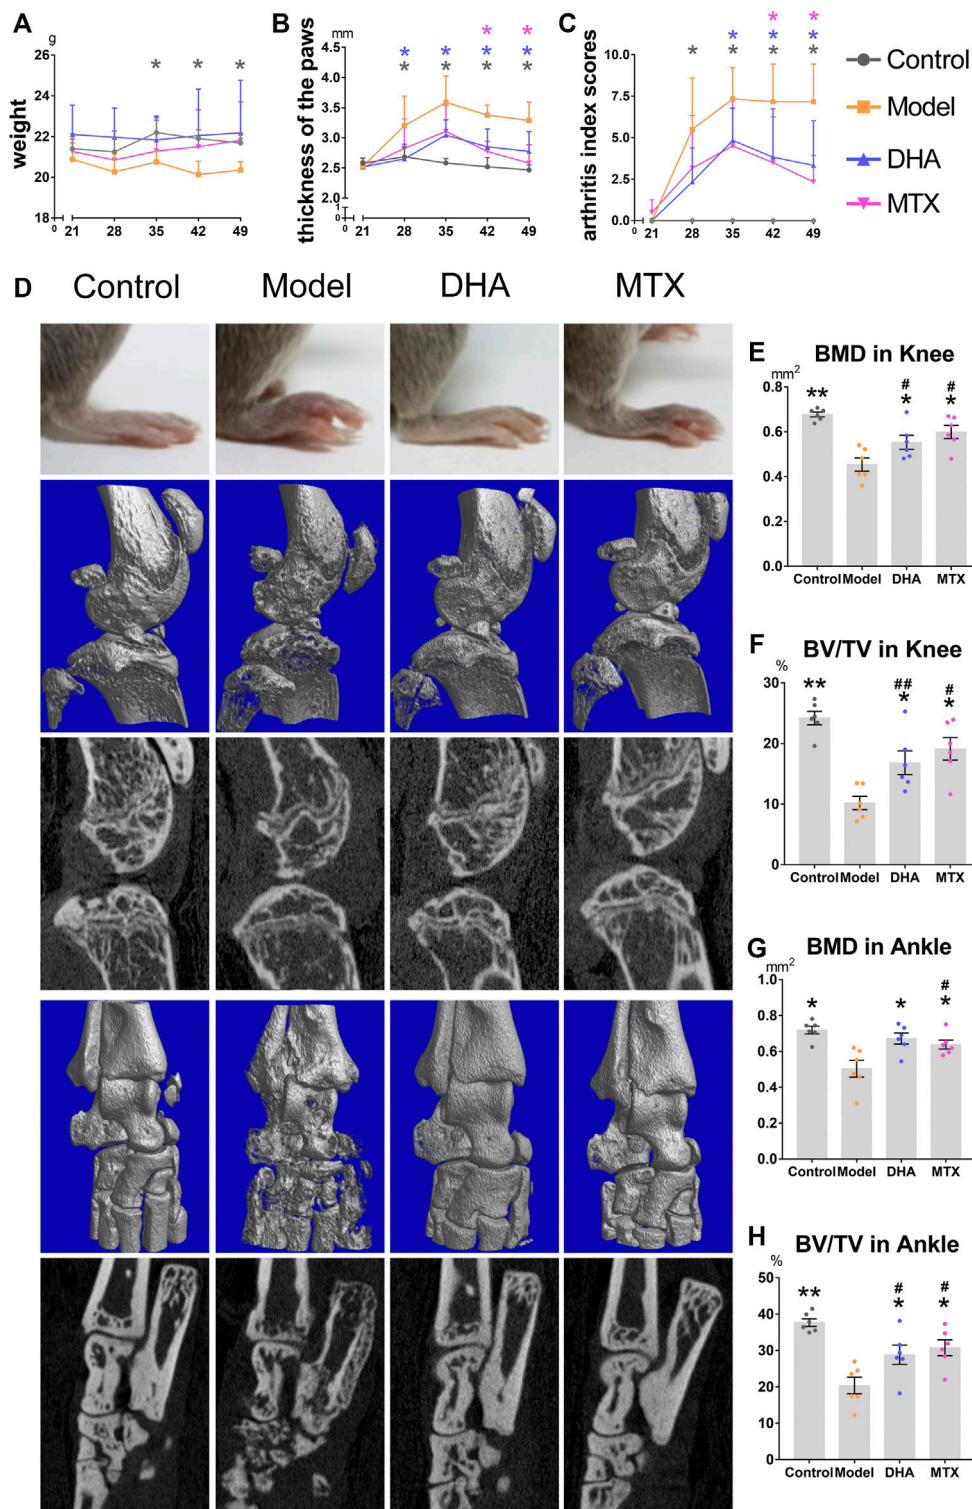 A
g
weight
26
24
22
20
18
0
21 28 35 42 49
* * *
B
mm
thickness of the paws
4.5
4.0
3.5
3.0
2.5
2.0
1
0
0
21 28 35 42 49
* *
* * * *
* * * *
C
arthritis index scores
10.0
7.5
5.0
2.5
0.0
0
21 28 35 42 49
* *
* * *
* * * *
Control
Model
DHA
MTX
D
Control Model DHA MTX
E
BMD in Knee
mm2
0.8
0.6
0.4
0.2
0.0
# #
** * *
Control Model DHA MTX
F
BV/TV in Knee
%
30
20
10
0
## #
** * *
Control Model DHA MTX
G
BMD in Ankle
mm2
1.0
0.8
0.6
0.4
0.2
0.0
#
* * *
Control Model DHA MTX
H
BV/TV in Ankle
%
50
40
30
20
10
0
# #
** * *
Control Model DHA MTX